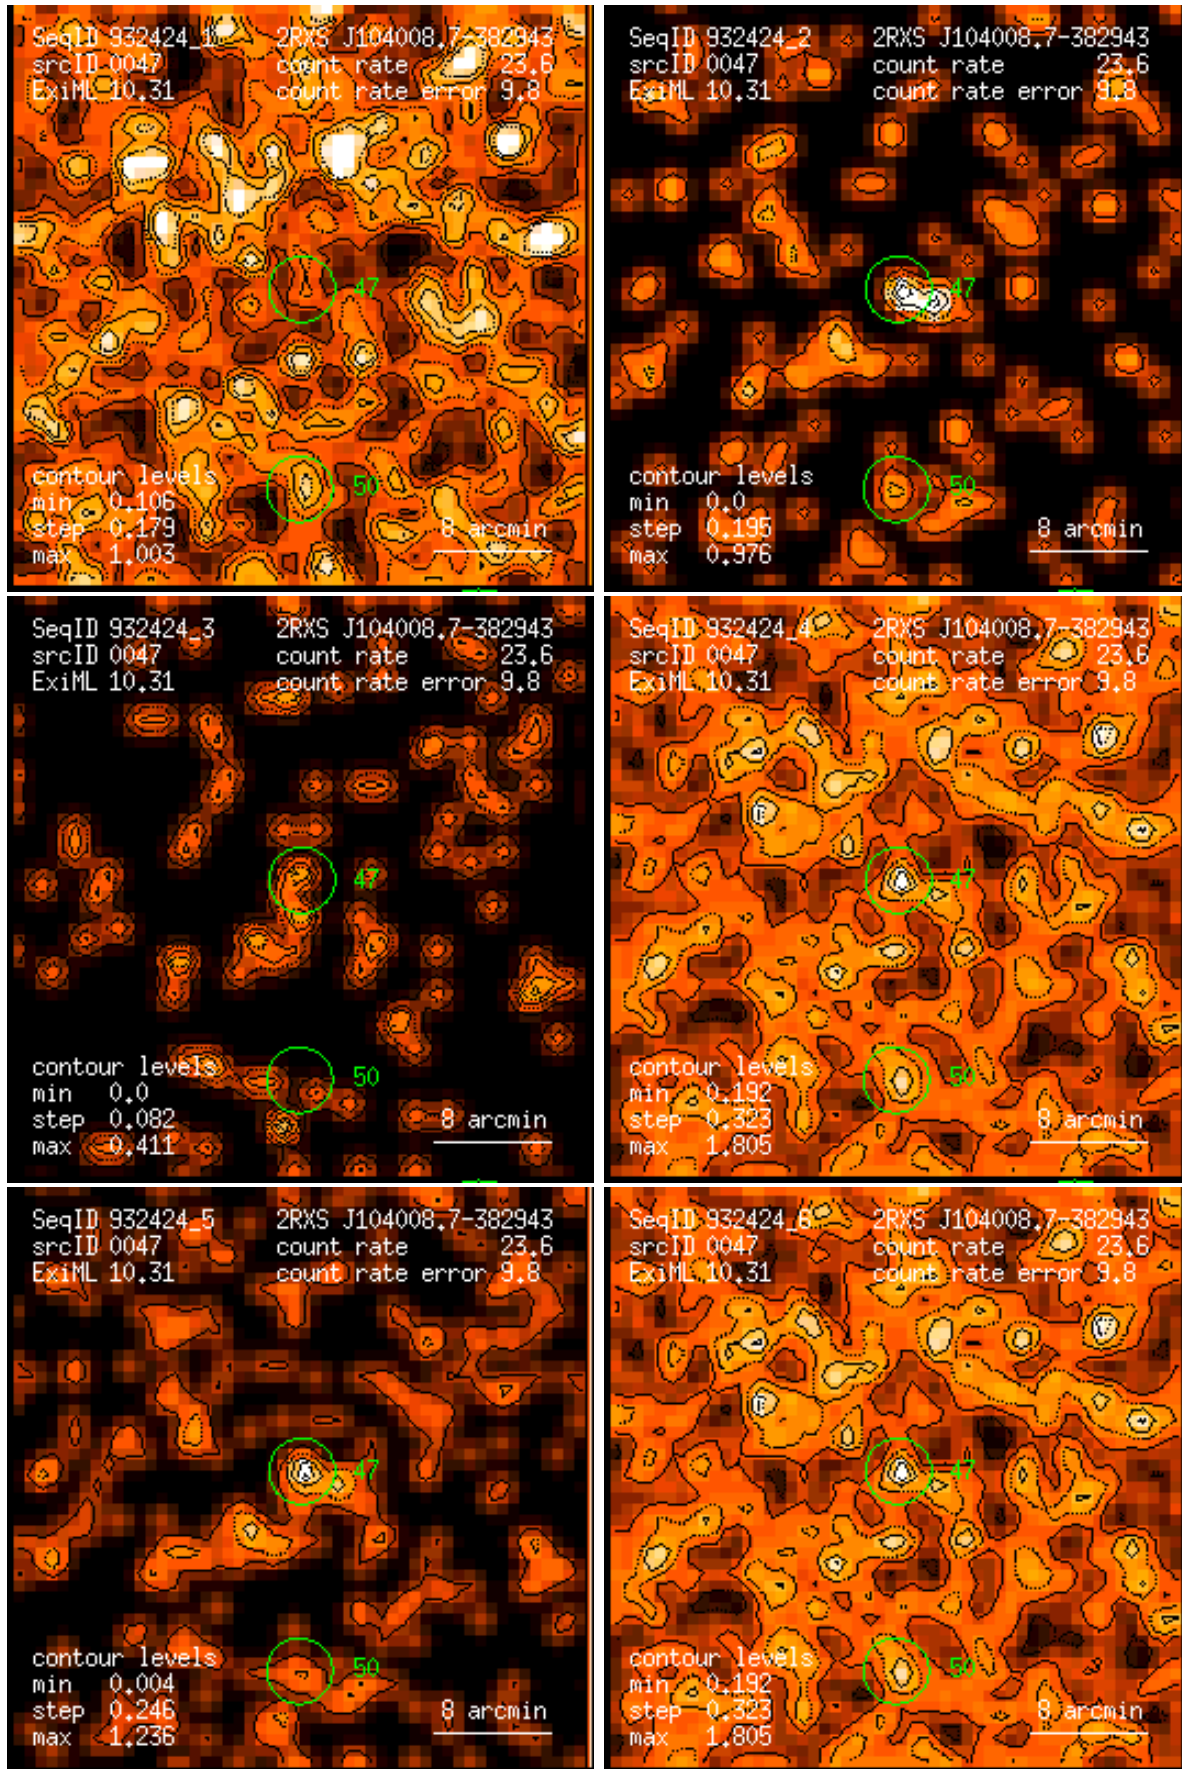 SeqID 932424_1 2RXS J104008.7-382943
srcID 0047 count rate 23.6
ExiML 10.31 count rate error 9.8
47
50
contour levels
min 0.106
step 0.179 8 arcmin
max 1.003
SeqID 932424_2 2RXS J104008.7-382943
srcID 0047 count rate 23.6
ExiML 10.31 count rate error 9.8
47
50
contour levels
min 0.0
step 0.195 8 arcmin
max 0.976
SeqID 932424_3 2RXS J104008.7-382943
srcID 0047 count rate 23.6
ExiML 10.31 count rate error 9.8
47
50
contour levels
min 0.0
step 0.082 8 arcmin
max 0.411
SeqID 932424_4 2RXS J104008.7-382943
srcID 0047 count rate 23.6
ExiML 10.31 count rate error 9.8
47
50
contour levels
min 0.192
step 0.323 8 arcmin
max 1.805
SeqID 932424_5 2RXS J104008.7-382943
srcID 0047 count rate 23.6
ExiML 10.31 count rate error 9.8
47
50
contour levels
min 0.004
step 0.246 8 arcmin
max 1.236
SeqID 932424_6 2RXS J104008.7-382943
srcID 0047 count rate 23.6
ExiML 10.31 count rate error 9.8
47
50
contour levels
min 0.192
step 0.323 8 arcmin
max 1.805